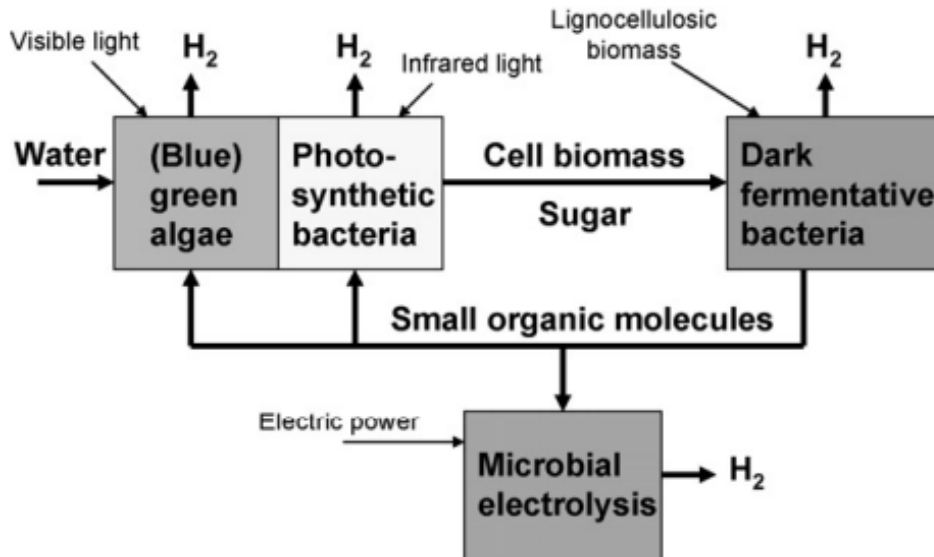 Visible light
H2
H2
Infrared light
Lignocellulosic
biomass
H2
Water
(Blue)
green
algae
Photo-
synthetic
bacteria
Cell biomass
Sugar
Dark
fermentative
bacteria
Small organic molecules
Electric power
Microbial
electrolysis
H2